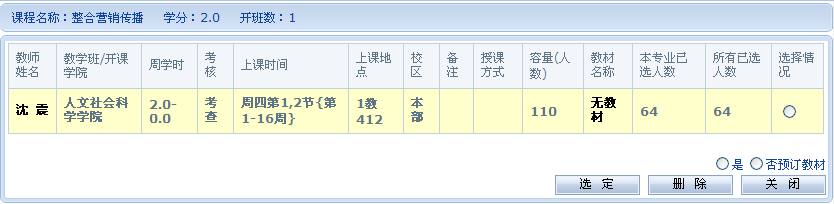 课程名称：整合营销传播 学分：2.0 开班数：1
教师姓名 教学班/开课学院 周学时 考核 上课时间 上课地点 校区 备注 授课方式 容量(人数) 教材名称 本专业已选人数 所有已选人数 选择情况
沈 震 人文社会科学学院 2.0-0.0 考查 周四第1,2节{第1-16周} 1教412 本部 110 无教材 64 64
是 否预订教材
选 定 删 除 关 闭